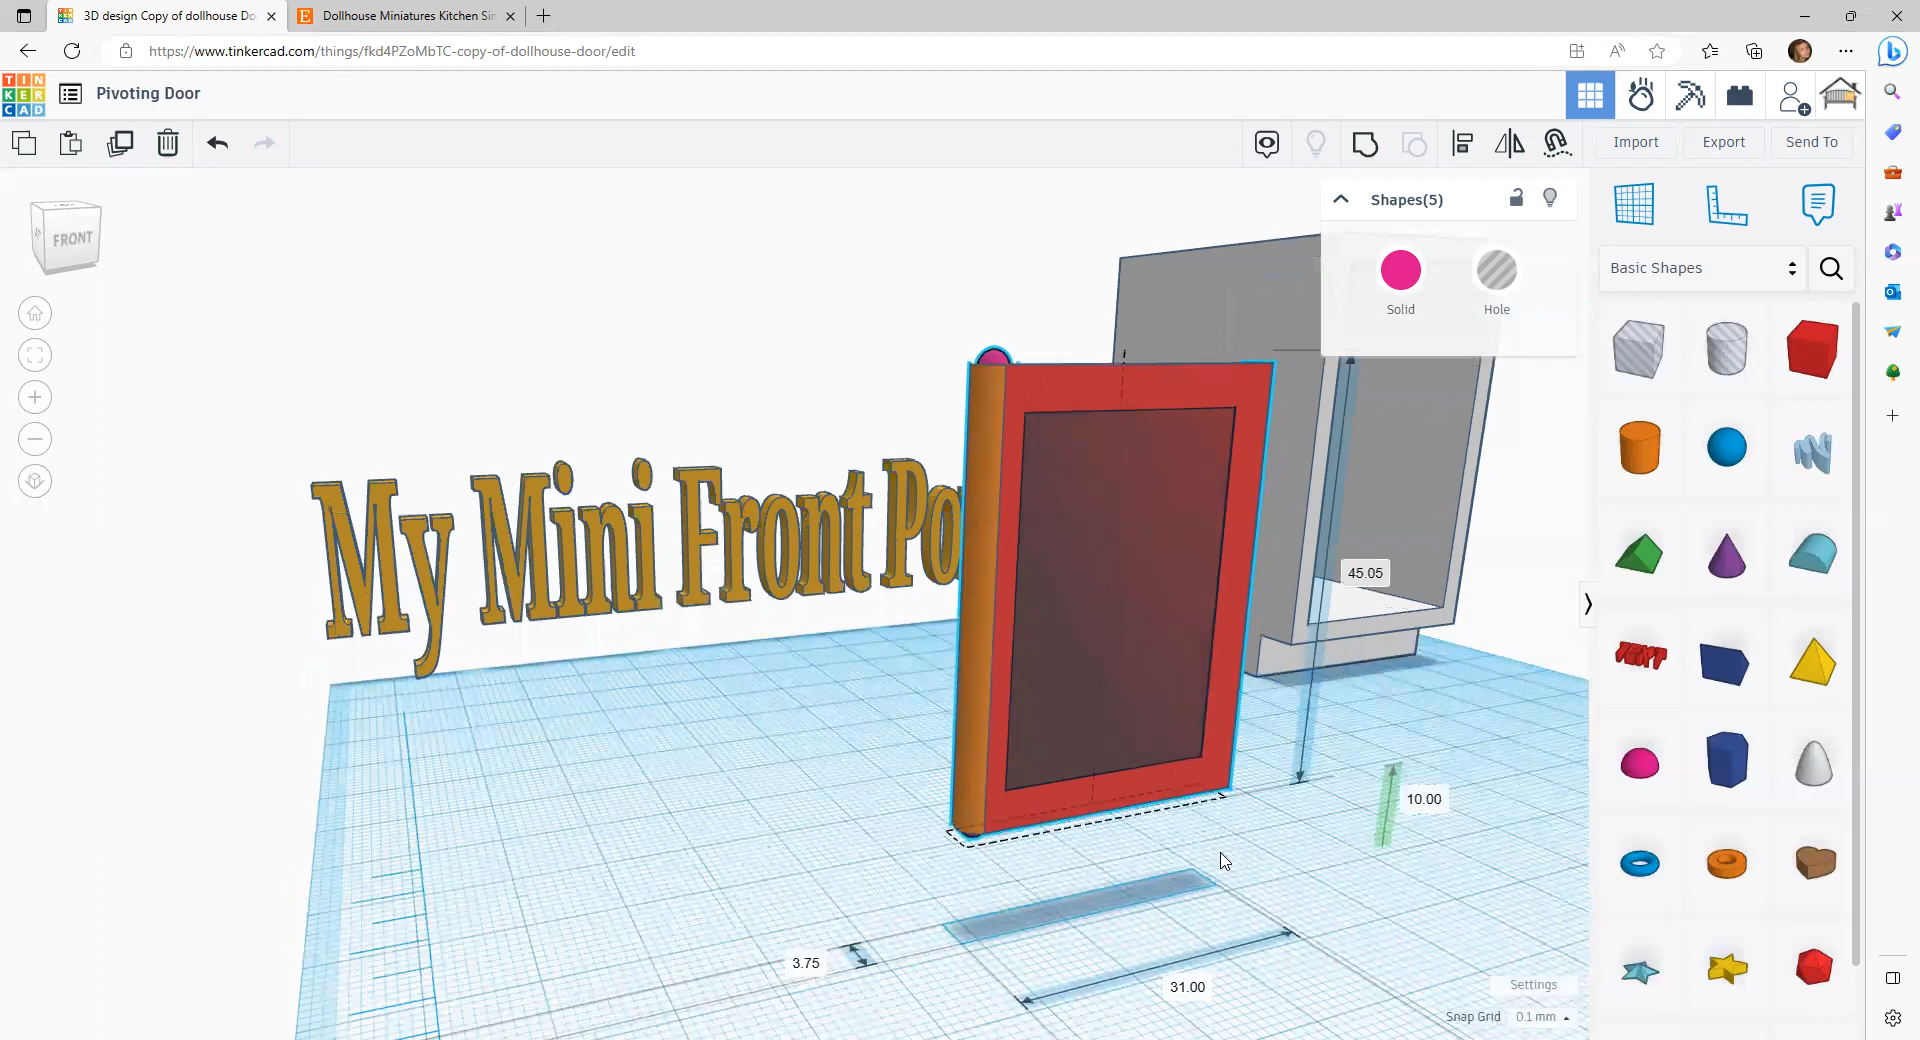 3D design Copy of dollhouse Do
Dollhouse Miniatures Kitchen Sin
https://www.tinkercad.com/things/fkd4PZoMbTC-copy-of-dollhouse-door/edit
TIN
KER
CAD
Pivoting Door
Import
Export
Send To
Shapes(5)
Solid
Hole
FRONT
Basic Shapes
My Mini Front Po
TEXT
45.05
10.00
3.75
31.00
Settings
Snap Grid 0.1 mm